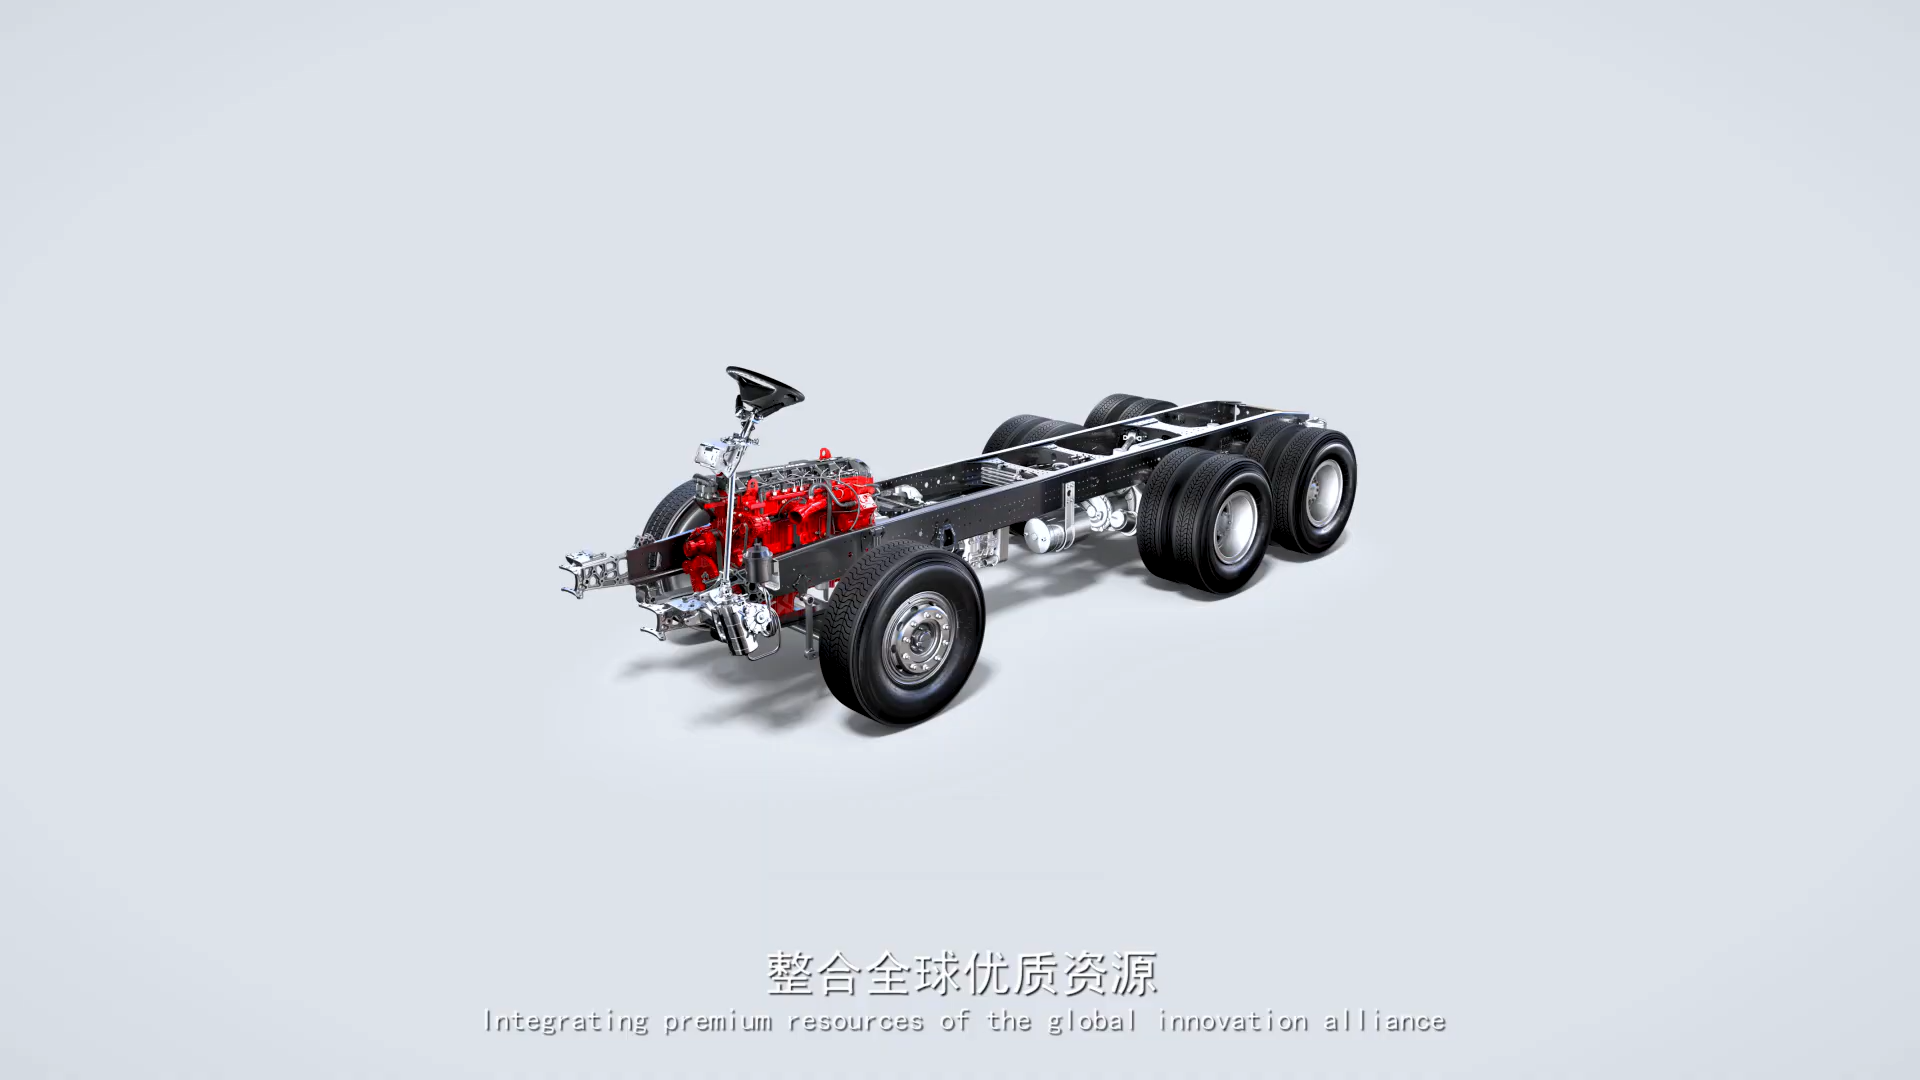 整合全球优质资源
Integrating premium resources of the global innovation alliance